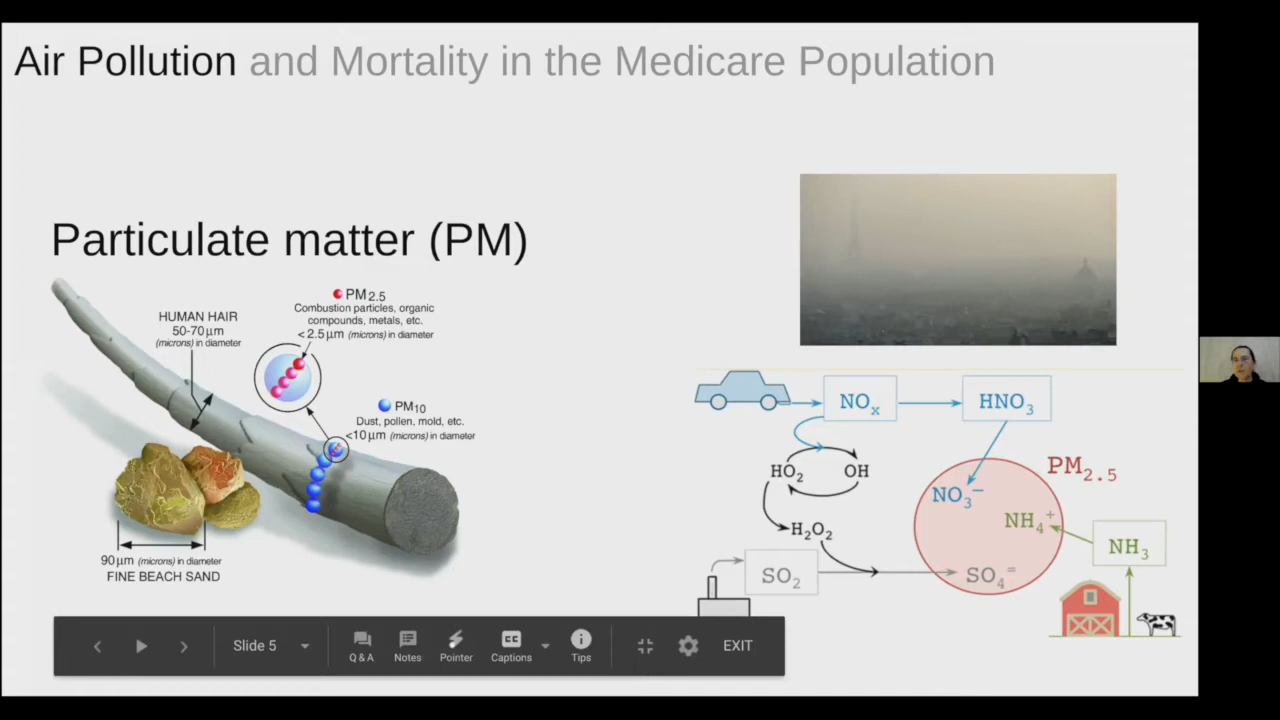 Air Pollution and Mortality in the Medicare Population
Particulate matter (PM)
HUMAN HAIR
50-70μm
(microns) in diameter
PM2.5
Combustion particles, organic
compounds, metals, etc.
<2.5μm (microns) in diameter
PM10
Dust, pollen, mold, etc.
<10μm (microns) in diameter
90μm (microns) in diameter
FINE BEACH SAND
NOx
HNO3
HO2
OH
PM2.5
NO3−
NH4+
H2O2
NH3
SO2
SO4=
Slide 5
Q & A
Notes
Pointer
CC
Captions
Tips
EXIT